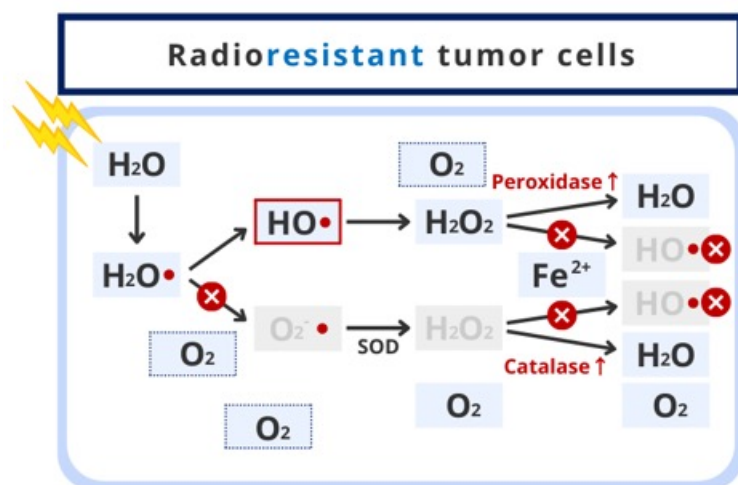 Radioresistant tumor cells
H₂O
O₂
Peroxidase ↑
H₂O
HO•
H₂O₂
HO•
H₂O•
Fe²⁺
O₂⁻•
H₂O₂
HO•
O₂
SOD
H₂O
Catalase ↑
O₂
O₂
O₂